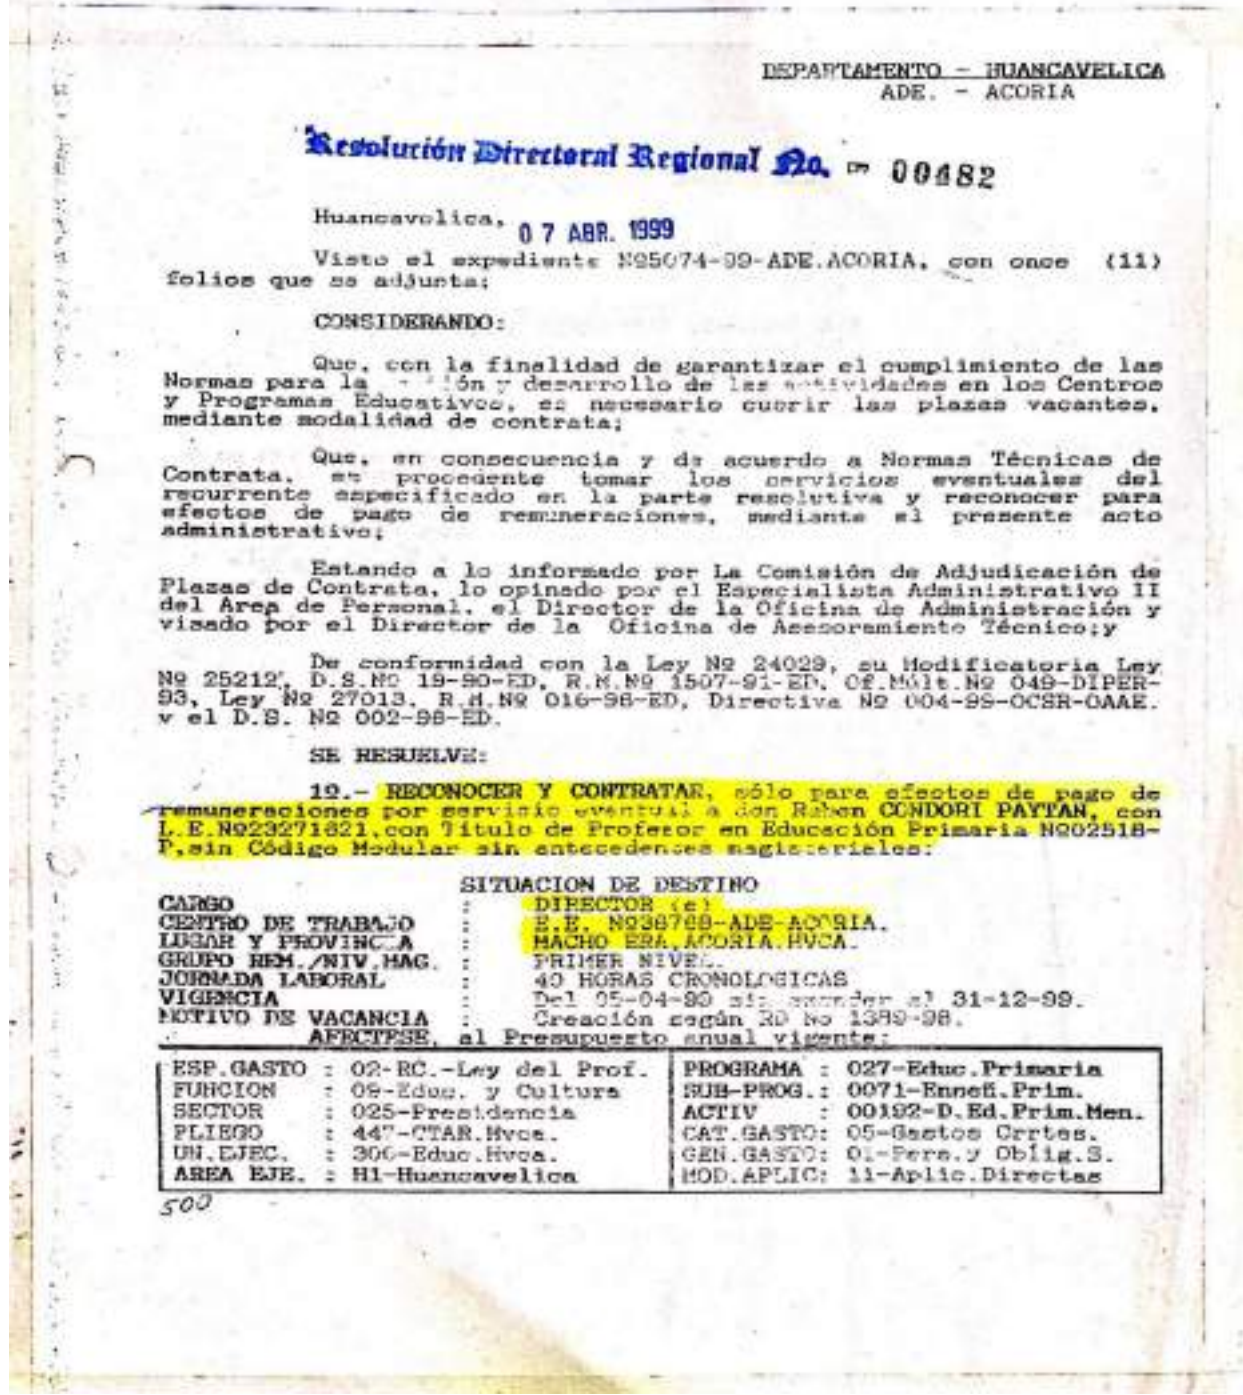 DEPARTAMENTO - HUANCAVELICA
ADE. - ACORIA
Resolución Directoral Regional No. 00482
Huancavelica, 07 ABR. 1999
Visto el expediente Nº5074-99-ADE.ACORIA, con once (11)
folios que se adjunta;
CONSIDERANDO:
Que, con la finalidad de garantizar el cumplimiento de las
Normas para la y desarrollo de las actividades en los Centros
y Programas Educativos, es necesario cubrir las plazas vacantes,
mediante modalidad de contrata;
Que, en consecuencia y de acuerdo a Normas Técnicas de
Contrata, es procedente tomar los servicios eventuales del
recurrente especificado en la parte resolutiva y reconocer para
efectos de pago de remuneraciones, mediante el presente acto
administrativo;
Estando a lo informado por La Comisión de Adjudicación de
Plazas de Contrata, lo opinado por el Especialista Administrativo II
del Area de Personal, el Director de la Oficina de Administración y
visado por el Director de la Oficina de Asesoramiento Técnico;y
De conformidad con la Ley Nº 24029, su Modificatoria Ley
Nº 25212, D.S.Nº 19-90-ED, R.M.Nº 1507-91-ED, Of.Múlt.Nº 049-DIPER-
93, Ley Nº 27013, R.M.Nº 016-96-ED, Directiva Nº 004-99-OCSR-OAAE.
y el D.S. Nº 002-98-ED.
SE RESUELVE:
1º.- RECONOCER Y CONTRATAR, sólo para efectos de pago de
remuneraciones por servicio eventual a don Ruben CONDORI PAYTAN, con
L.E.Nº23271621,con Título de Profesor en Educación Primaria Nº02518-
P,sin Código Modular sin antecedentes magisteriales:
SITUACION DE DESTINO
CARGO : DIRECTOR (e)
CENTRO DE TRABAJO : E.E. Nº36768-ADE-ACORIA.
LUGAR Y PROVINCIA : MACHO ERA,ACORIA.HVCA.
GRUPO REM./NIV.MAG. : PRIMER NIVEL.
JORNADA LABORAL : 40 HORAS CRONOLOGICAS
VIGENCIA : Del 05-04-99 sin exceder al 31-12-99.
MOTIVO DE VACANCIA : Creación según RD No 1389-98.
AFECTESE, al Presupuesto anual vigente:
ESP.GASTO : 02-RC.-Ley del Prof. PROGRAMA : 027-Educ.Primaria
FUNCION : 09-Educ. y Cultura SUB-PROG.: 0071-Enseñ.Prim.
SECTOR : 025-Presidencia ACTIV : 00192-D.Ed.Prim.Men.
PLIEGO : 447-CTAR.Hvca. CAT.GASTO: 05-Gastos Crrtes.
UN.EJEC. : 300-Educ.Hvca. GEN.GASTO: 01-Pers.y Oblig.S.
AREA EJE. : H1-Huancavelica MOD.APLIC: 11-Aplic.Directas
500